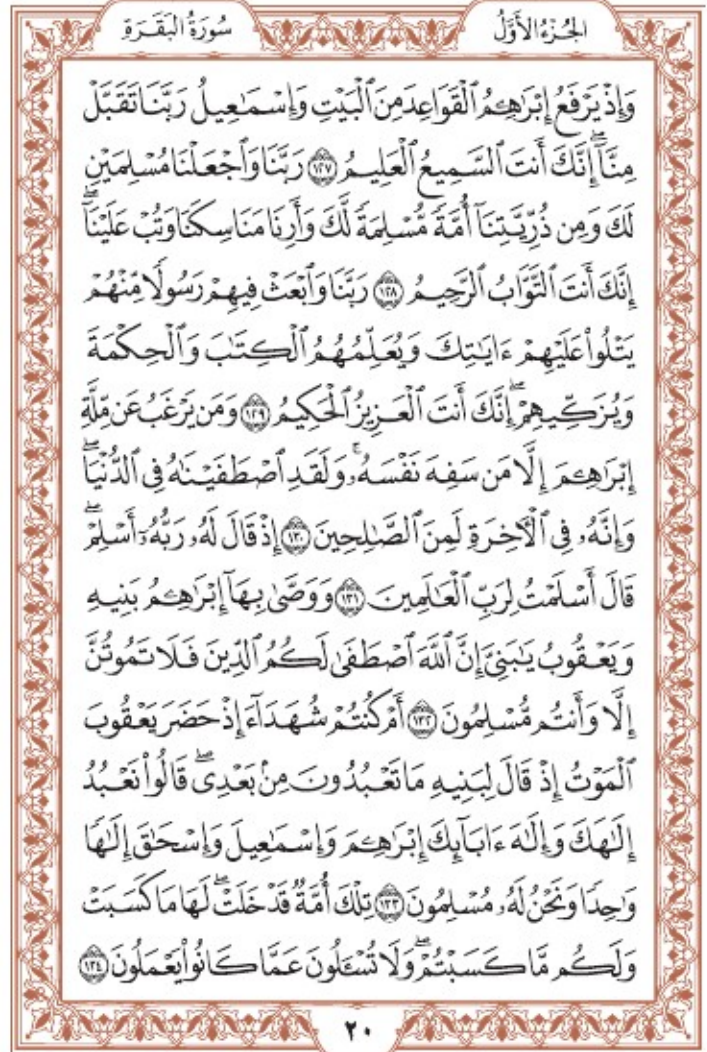 سُورَةُ البَقَرَةِ
الجُزْءُ الأَوَّلُ
وَإِذْ يَرْفَعُ إِبْرَٰهِـۧمُ ٱلْقَوَاعِدَ مِنَ ٱلْبَيْتِ وَإِسْمَـٰعِيلُ رَبَّنَا تَقَبَّلْ
مِنَّآ ۖ إِنَّكَ أَنتَ ٱلسَّمِيعُ ٱلْعَلِيمُ ١٢٧ رَبَّنَا وَٱجْعَلْنَا مُسْلِمَيْنِ
لَكَ وَمِن ذُرِّيَّتِنَآ أُمَّةً مُّسْلِمَةً لَّكَ وَأَرِنَا مَنَاسِكَنَا وَتُبْ عَلَيْنَآ ۖ
إِنَّكَ أَنتَ ٱلتَّوَّابُ ٱلرَّحِيمُ ١٢٨ رَبَّنَا وَٱبْعَثْ فِيهِمْ رَسُولًا مِّنْهُمْ
يَتْلُوا۟ عَلَيْهِمْ ءَايَـٰتِكَ وَيُعَلِّمُهُمُ ٱلْكِتَـٰبَ وَٱلْحِكْمَةَ
وَيُزَكِّيهِمْ ۖ إِنَّكَ أَنتَ ٱلْعَزِيزُ ٱلْحَكِيمُ ١٢٩ وَمَن يَرْغَبُ عَن مِّلَّةِ
إِبْرَٰهِـۧمَ إِلَّا مَن سَفِهَ نَفْسَهُۥ ۚ وَلَقَدِ ٱصْطَفَيْنَـٰهُ فِى ٱلدُّنْيَا ۖ
وَإِنَّهُۥ فِى ٱلْـَٔاخِرَةِ لَمِنَ ٱلصَّـٰلِحِينَ ١٣٠ إِذْ قَالَ لَهُۥ رَبُّهُۥٓ أَسْلِمْ ۖ
قَالَ أَسْلَمْتُ لِرَبِّ ٱلْعَـٰلَمِينَ ١٣١ وَوَصَّىٰ بِهَآ إِبْرَٰهِـۧمُ بَنِيهِ
وَيَعْقُوبُ يَـٰبَنِىَّ إِنَّ ٱللَّهَ ٱصْطَفَىٰ لَكُمُ ٱلدِّينَ فَلَا تَمُوتُنَّ
إِلَّا وَأَنتُم مُّسْلِمُونَ ١٣٢ أَمْ كُنتُمْ شُهَدَآءَ إِذْ حَضَرَ يَعْقُوبَ
ٱلْمَوْتُ إِذْ قَالَ لِبَنِيهِ مَا تَعْبُدُونَ مِنۢ بَعْدِى ۖ قَالُوا۟ نَعْبُدُ
إِلَـٰهَكَ وَإِلَـٰهَ ءَابَآئِكَ إِبْرَٰهِـۧمَ وَإِسْمَـٰعِيلَ وَإِسْحَـٰقَ إِلَـٰهًا
وَٰحِدًا وَنَحْنُ لَهُۥ مُسْلِمُونَ ١٣٣ تِلْكَ أُمَّةٌ قَدْ خَلَتْ ۖ لَهَا مَا كَسَبَتْ
وَلَكُم مَّا كَسَبْتُمْ ۖ وَلَا تُسْـَٔلُونَ عَمَّا كَانُوا۟ يَعْمَلُونَ ١٣٤
٢٠